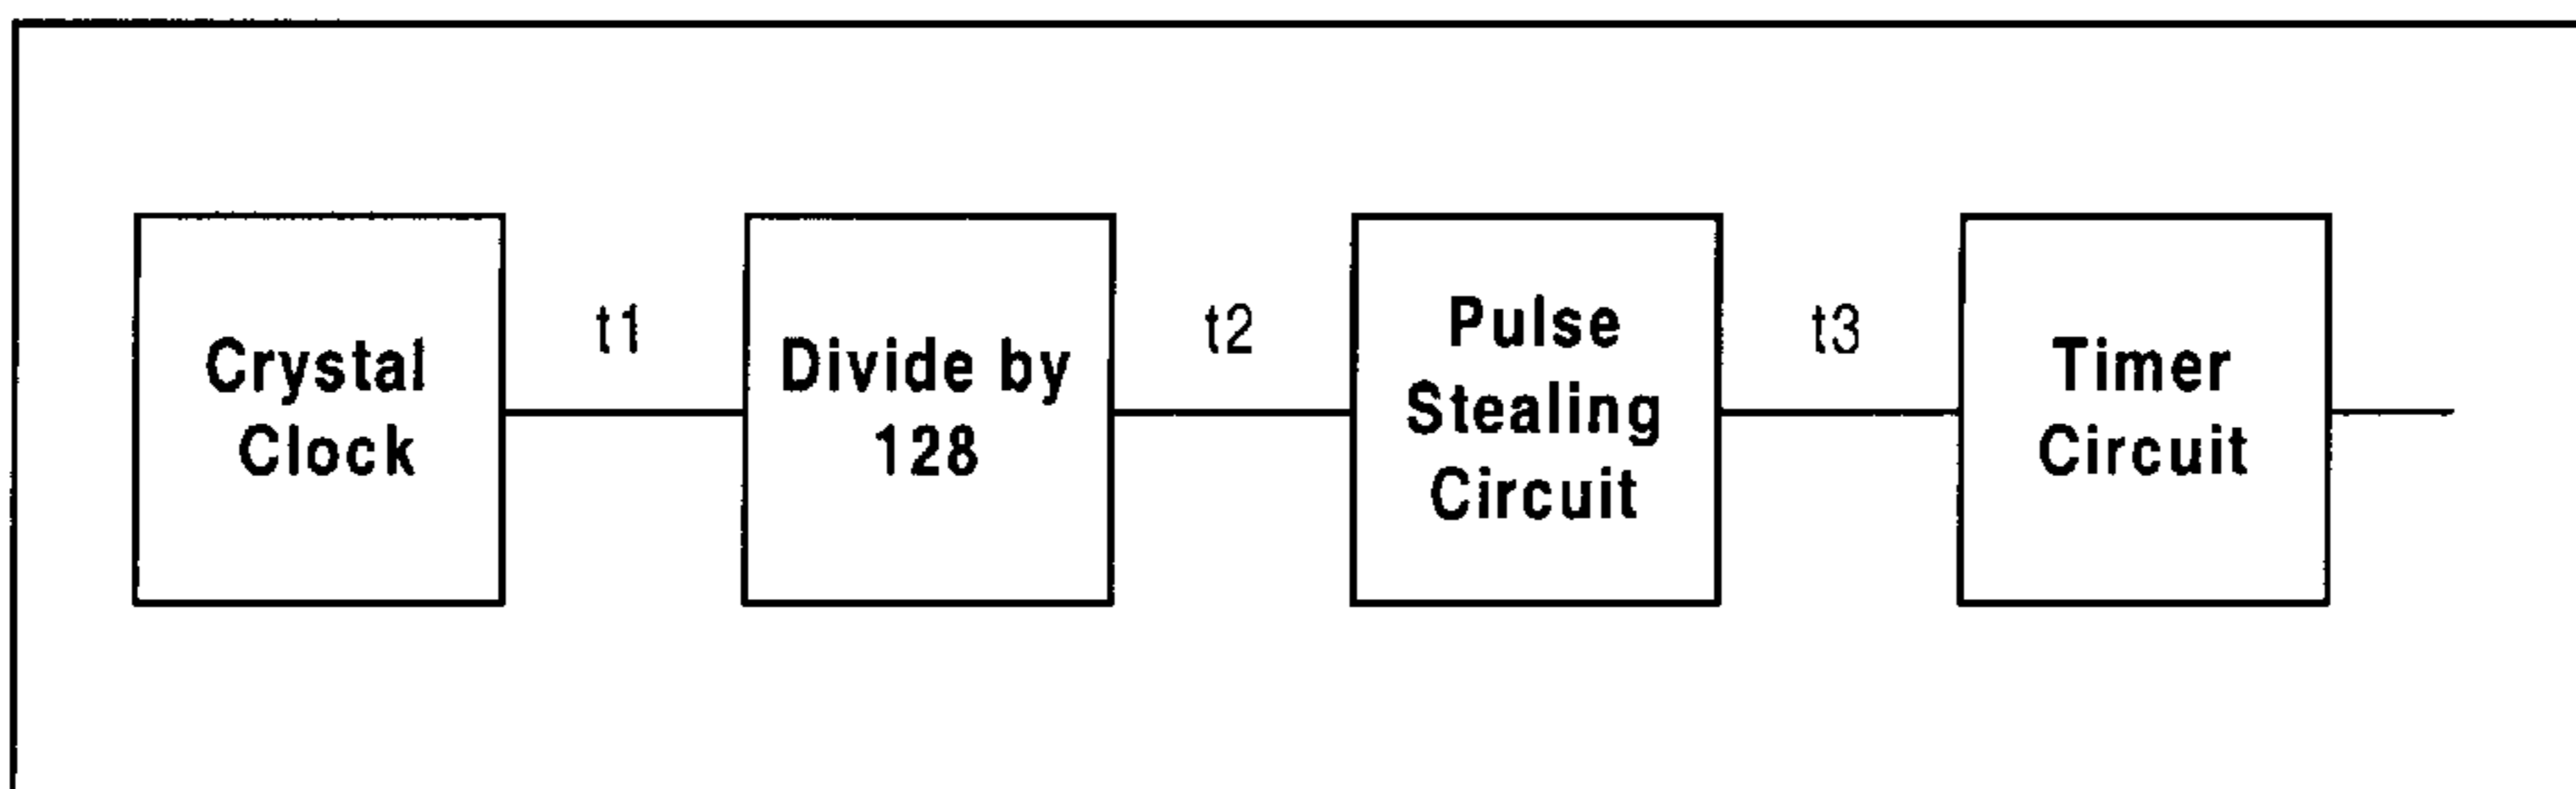 Crystal
Clock
t1
Divide by
128
t2
Pulse
Stealing
Circuit
t3
Timer
Circuit